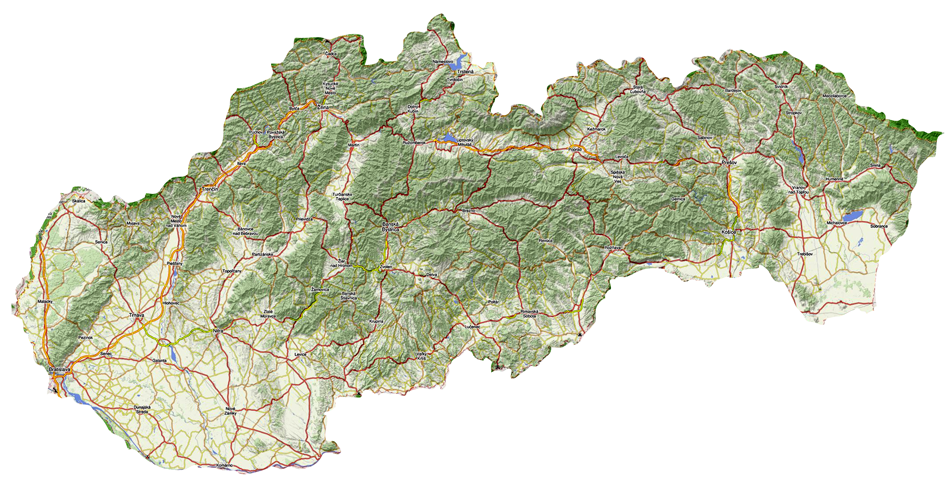 Čadca
Námestovo
Trstená
Kysucké
Nové
Mesto
Bytča
Žilina
Dolný
Kubín
Považská
Bystrica
Martin
Ružomberok
Liptovský
Mikuláš
Kežmarok
Poprad
Levoča
Spišská
Nová
Ves
Stará
Ľubovňa
Bardejov
Svidník
Medzilaborce
Stropkov
Sabinov
Prešov
Vranov
nad Topľou
Humenné
Snina
Michalovce
Sobrance
Trebišov
Košice
Gelnica
Rožňava
Revúca
Brezno
Banská
Bystrica
Turčianske
Teplice
Prievidza
Trenčín
Nové
Mesto
nad Váhom
Bánovce
nad Bebravou
Partizánske
Topoľčany
Skalica
Senica
Myjava
Piešťany
Hlohovec
Trnava
Malacky
Pezinok
Senec
Bratislava
Galanta
Dunajská
Streda
Nové
Zámky
Komárno
Nitra
Zlaté
Moravce
Levice
Žarnovica
Žiar
nad Hronom
Banská
Štiavnica
Zvolen
Detva
Krupina
Veľký
Krtíš
Lučenec
Poltár
Rimavská
Sobota